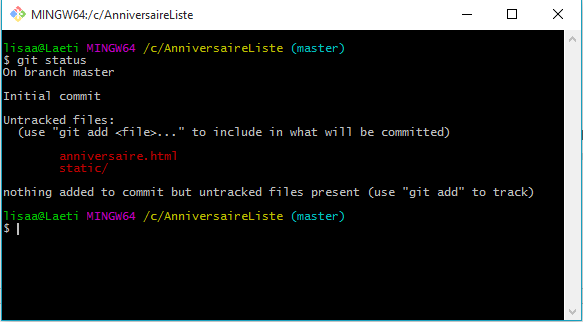 MINGW64:/c/AnniversaireListe
lisaa@Laeti MINGW64 /c/AnniversaireListe (master)
$ git status
On branch master
Initial commit
Untracked files:
(use "git add <file>..." to include in what will be committed)
anniversaire.html
static/
nothing added to commit but untracked files present (use "git add" to track)
lisaa@Laeti MINGW64 /c/AnniversaireListe (master)
$